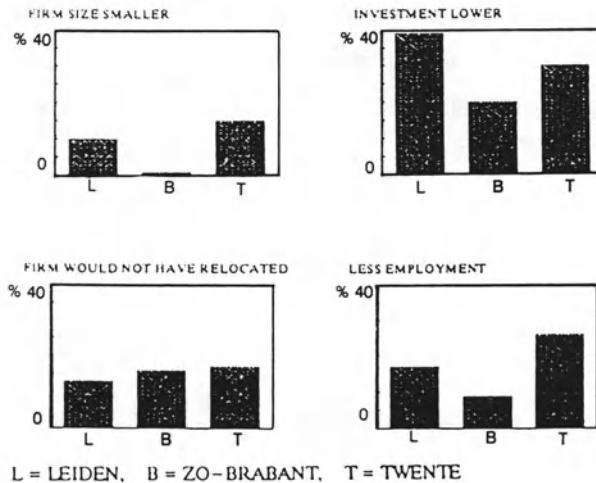 FIRM SIZE SMALLER
% 40
0
L B T
INVESTMENT LOWER
% 40
0
L B T
FIRM WOULD NOT HAVE RELOCATED
% 40
0
L B T
LESS EMPLOYMENT
% 40
0
L B T
L = LEIDEN, B = ZO-BRABANT, T = TWENTE